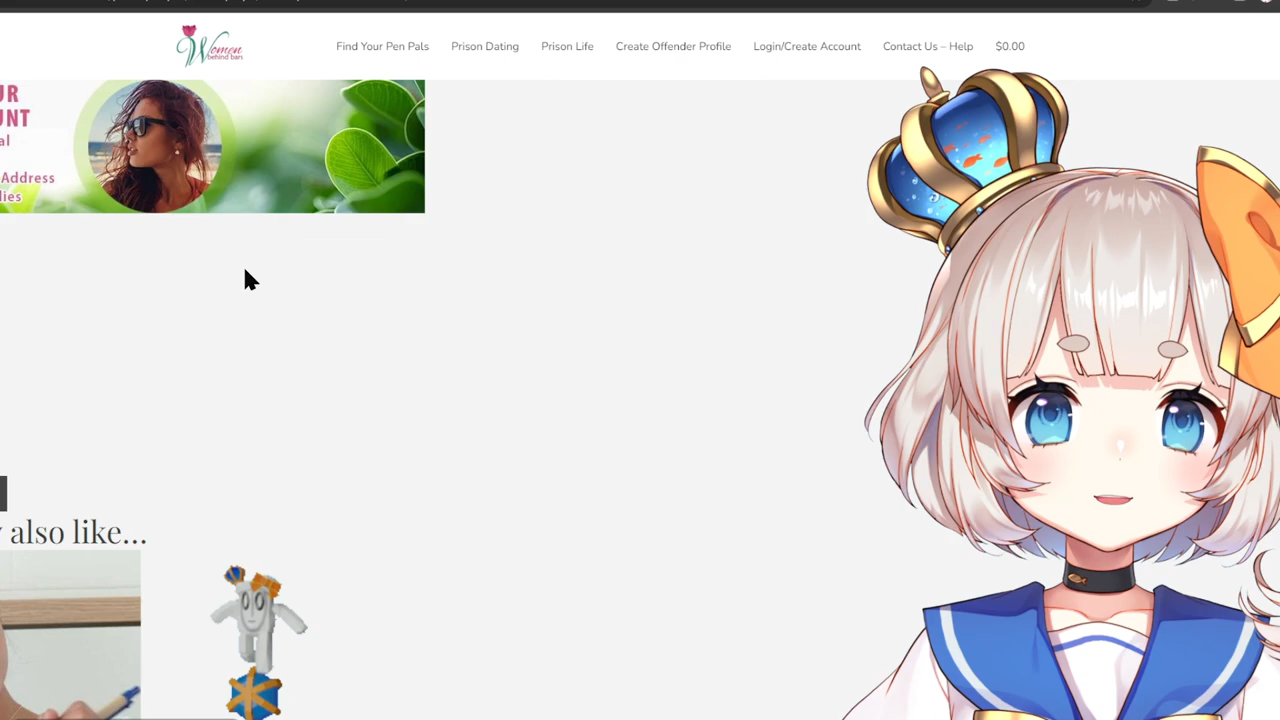 Women
behind bars
Find Your Pen Pals
Prison Dating
Prison Life
Create Offender Profile
Login/Create Account
Contact Us – Help
$0.00
UR
UNT
al
Address
lies
also like...